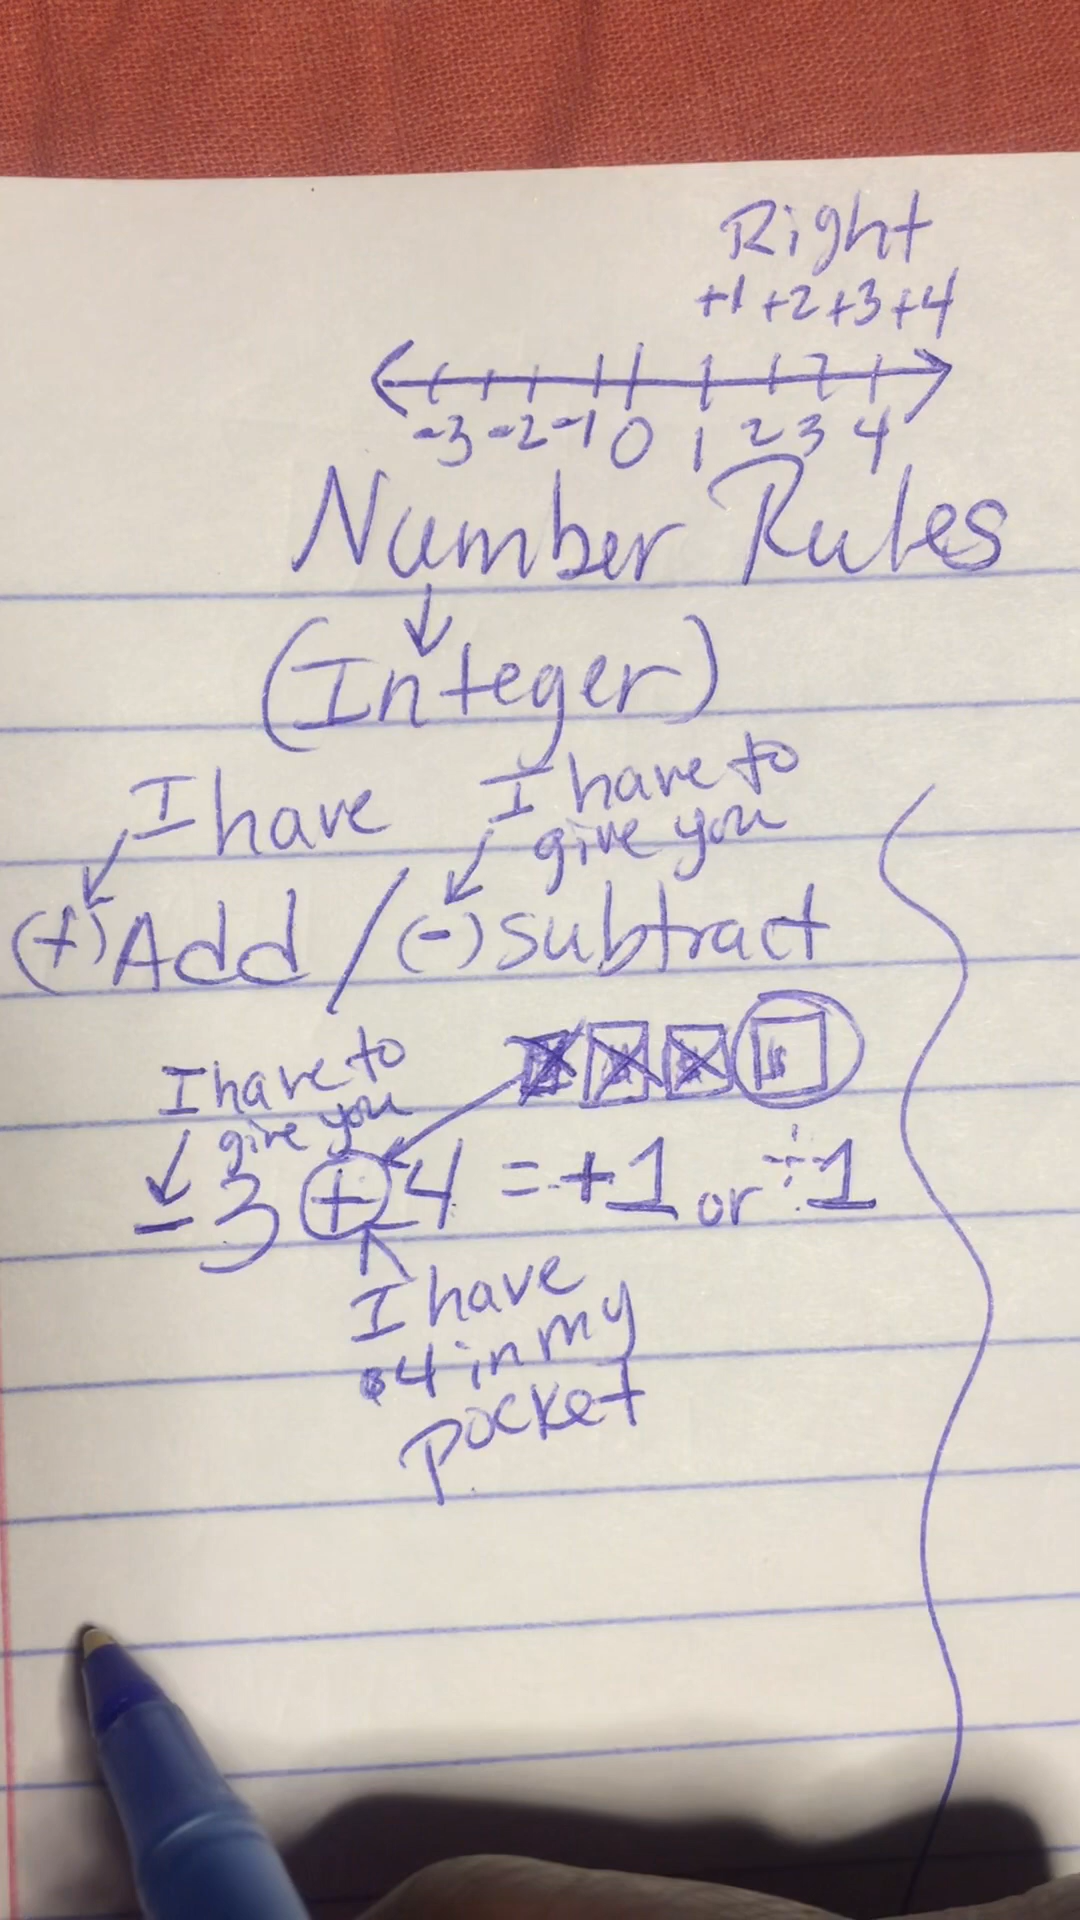 Right
+1 +2 +3 +4
-3 -2 -1 0 1 2 3 4
Number Rules
(Integer)
I have
I have to
give you
(+) Add / (-) subtract
I have to
give you
$ $ $ $
-3 + 4 = +1 or ÷1
I have
$4 in my
pocket